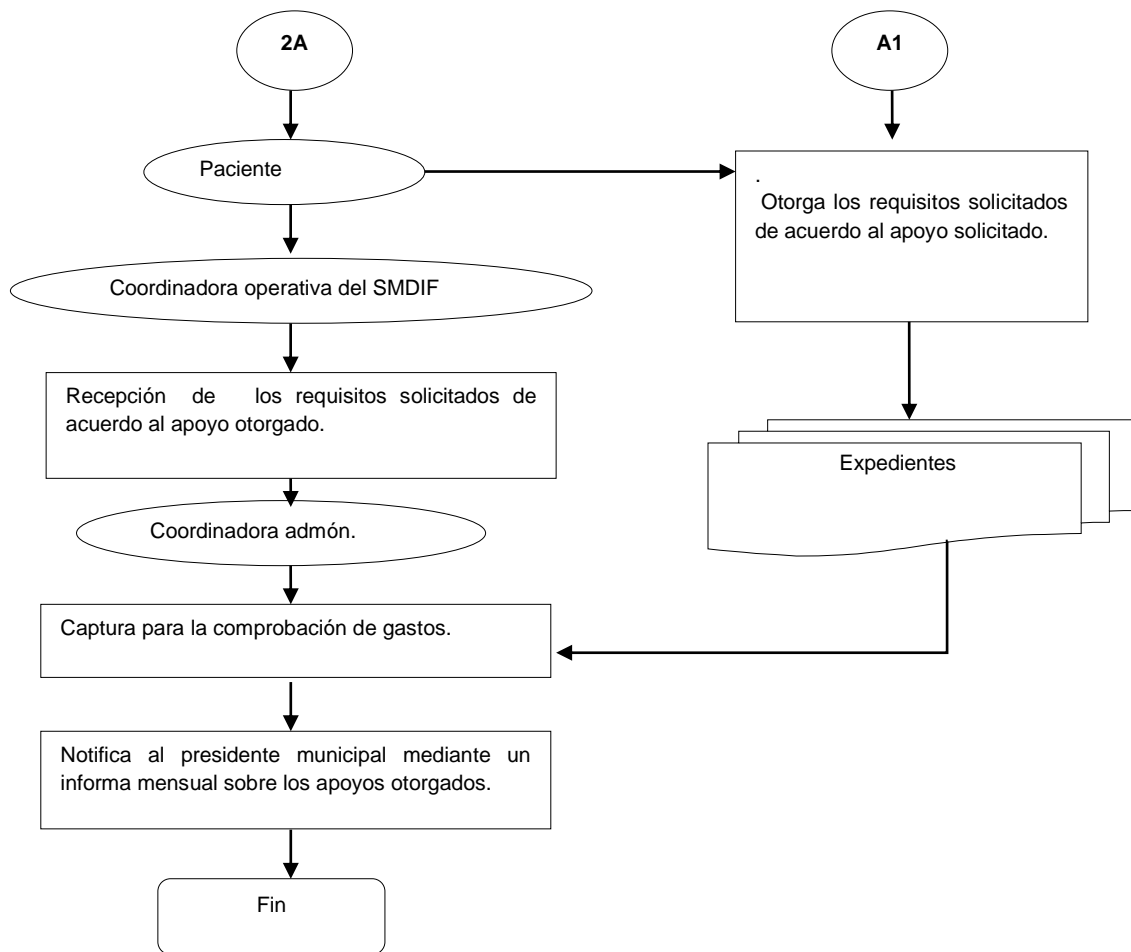 2A
A1
Paciente
.
Otorga los requisitos solicitados
de acuerdo al apoyo solicitado.
Coordinadora operativa del SMDIF
Recepción de los requisitos solicitados de
acuerdo al apoyo otorgado.
Expedientes
Coordinadora admón.
Captura para la comprobación de gastos.
Notifica al presidente municipal mediante un
informa mensual sobre los apoyos otorgados.
Fin